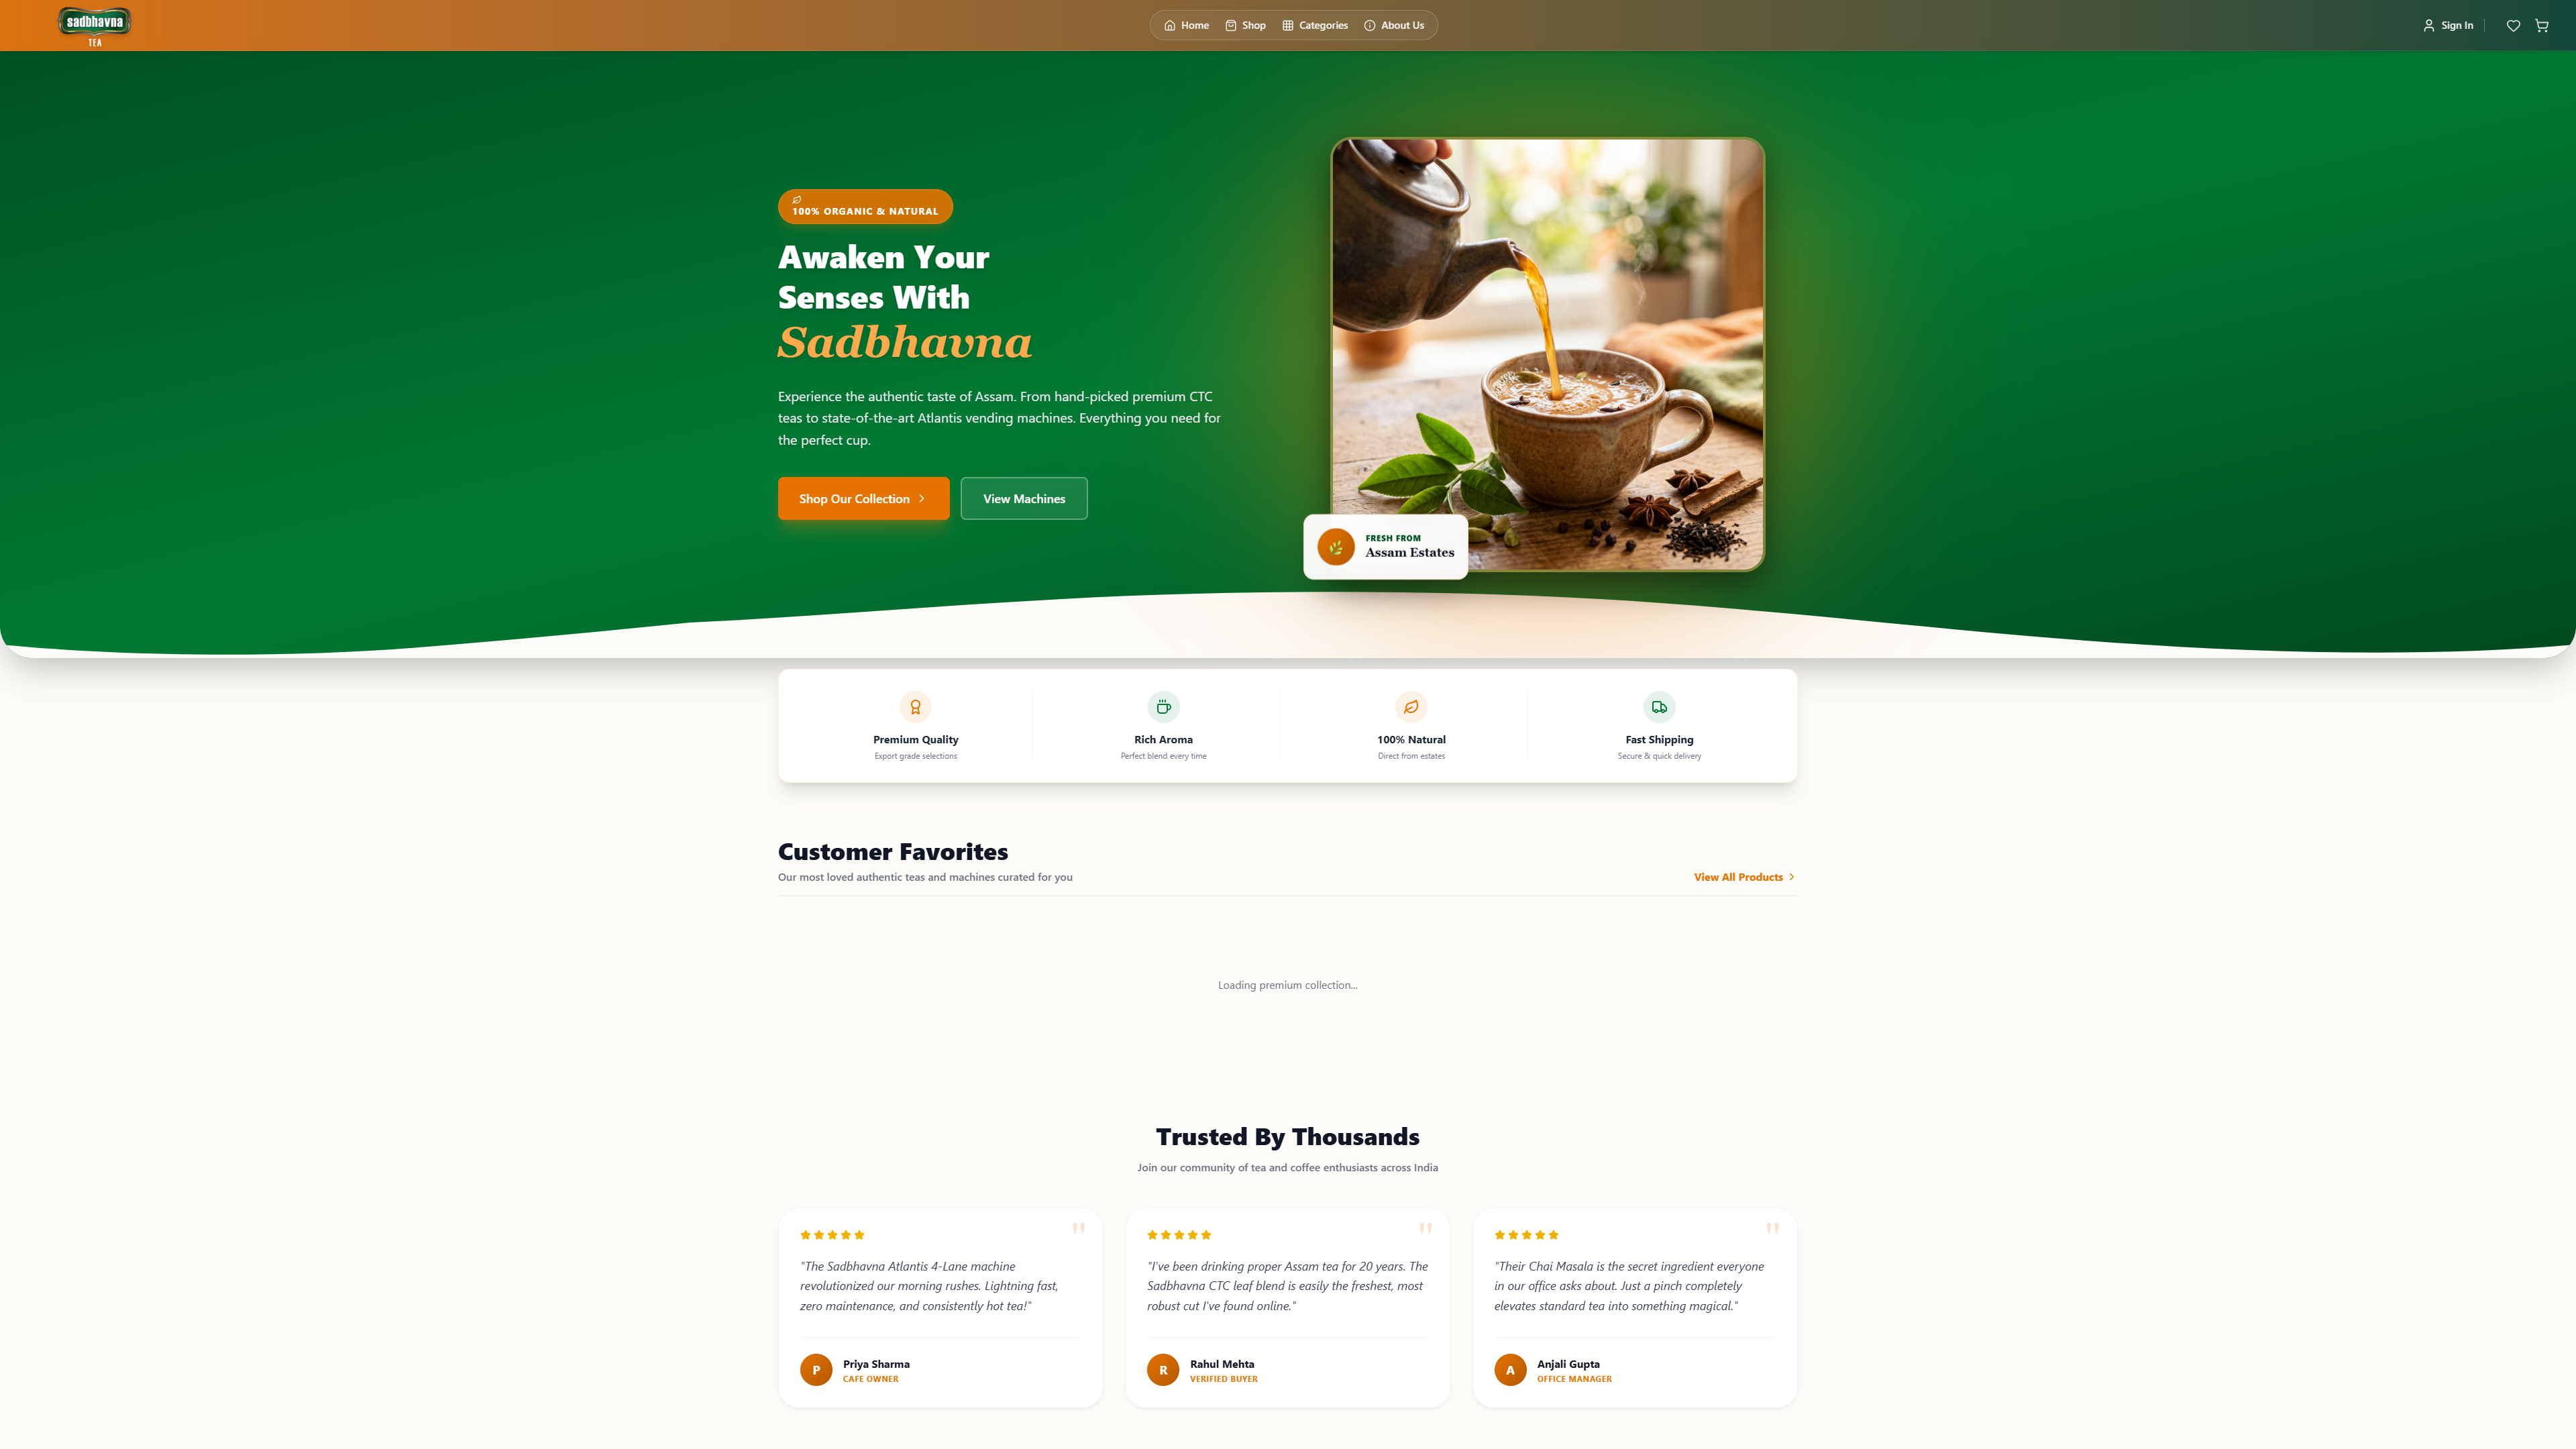 sadbhavna
TEA
Home
Shop
Categories
About Us
Sign In
100% ORGANIC & NATURAL
Awaken Your
Senses With
Sadbhavna
Experience the authentic taste of Assam. From hand-picked premium CTC
teas to state-of-the-art Atlantis vending machines. Everything you need for
the perfect cup.
Shop Our Collection
View Machines
FRESH FROM
Assam Estates
Premium Quality
Export grade selections
Rich Aroma
Perfect blend every time
100% Natural
Direct from estates
Fast Shipping
Secure & quick delivery
Customer Favorites
Our most loved authentic teas and machines curated for you
View All Products
Loading premium collection...
Trusted By Thousands
Join our community of tea and coffee enthusiasts across India
"The Sadbhavna Atlantis 4-Lane machine
revolutionized our morning rushes. Lightning fast,
zero maintenance, and consistently hot tea!"
P
Priya Sharma
CAFE OWNER
"I've been drinking proper Assam tea for 20 years. The
Sadbhavna CTC leaf blend is easily the freshest, most
robust cut I've found online."
R
Rahul Mehta
VERIFIED BUYER
"Their Chai Masala is the secret ingredient everyone
in our office asks about. Just a pinch completely
elevates standard tea into something magical."
A
Anjali Gupta
OFFICE MANAGER